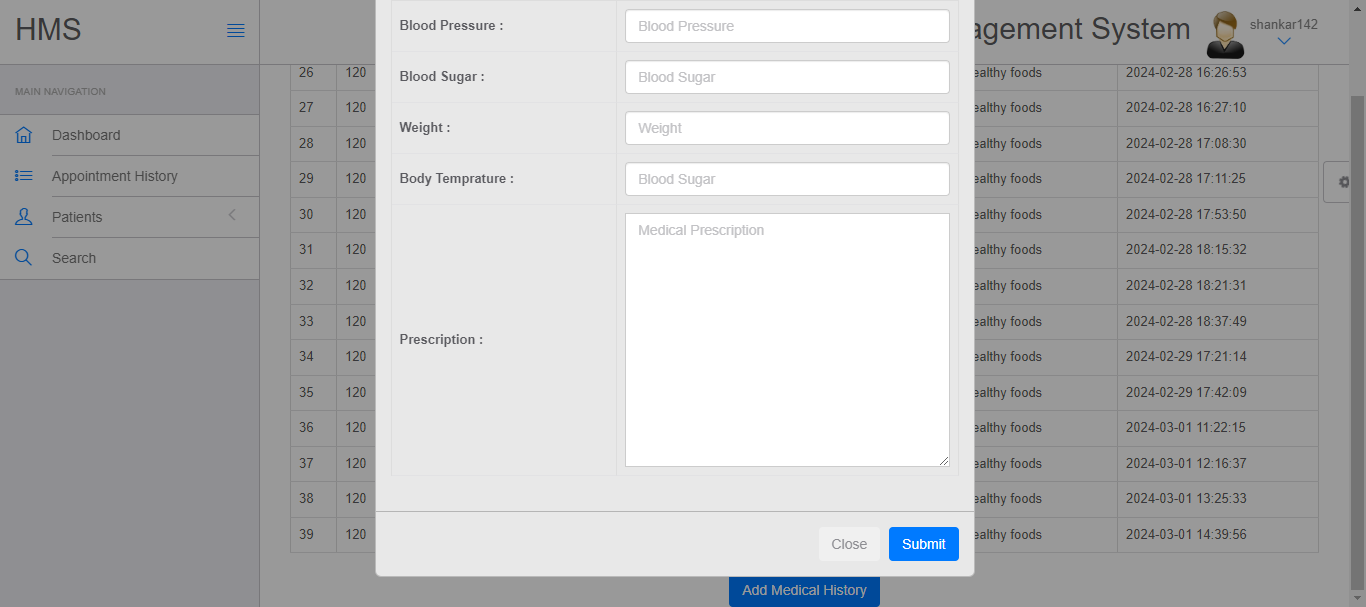 HMS
agement System
shankar142
MAIN NAVIGATION
Dashboard
Appointment History
Patients
Search
Blood Pressure :
Blood Pressure
Blood Sugar :
Blood Sugar
Weight :
Weight
Body Temprature :
Blood Sugar
Prescription :
Medical Prescription
26 120 ealthy foods 2024-02-28 16:26:53
27 120 ealthy foods 2024-02-28 16:27:10
28 120 ealthy foods 2024-02-28 17:08:30
29 120 ealthy foods 2024-02-28 17:11:25
30 120 ealthy foods 2024-02-28 17:53:50
31 120 ealthy foods 2024-02-28 18:15:32
32 120 ealthy foods 2024-02-28 18:21:31
33 120 ealthy foods 2024-02-28 18:37:49
34 120 ealthy foods 2024-02-29 17:21:14
35 120 ealthy foods 2024-02-29 17:42:09
36 120 ealthy foods 2024-03-01 11:22:15
37 120 ealthy foods 2024-03-01 12:16:37
38 120 ealthy foods 2024-03-01 13:25:33
39 120 ealthy foods 2024-03-01 14:39:56
Close
Submit
Add Medical History